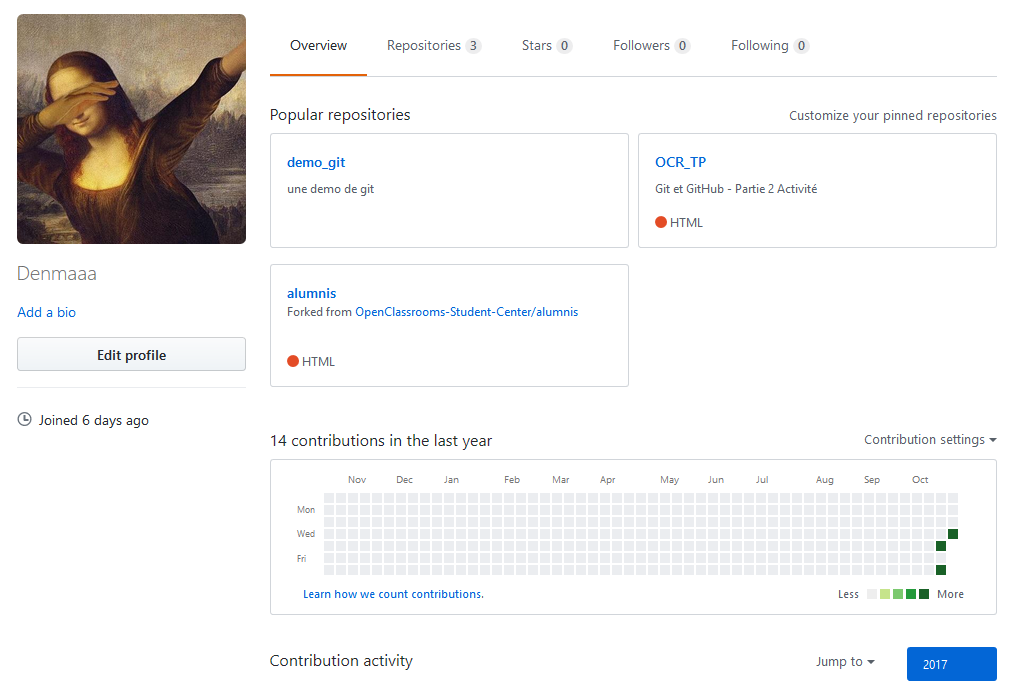 Overview Repositories 3 Stars 0 Followers 0 Following 0
Popular repositories Customize your pinned repositories
demo_git
une demo de git
OCR_TP
Git et GitHub - Partie 2 Activité
HTML
alumnis
Forked from OpenClassrooms-Student-Center/alumnis
HTML
Denmaaa
Add a bio
Edit profile
Joined 6 days ago
14 contributions in the last year Contribution settings
Nov Dec Jan Feb Mar Apr May Jun Jul Aug Sep Oct
Mon
Wed
Fri
Learn how we count contributions. Less More
Contribution activity Jump to 2017